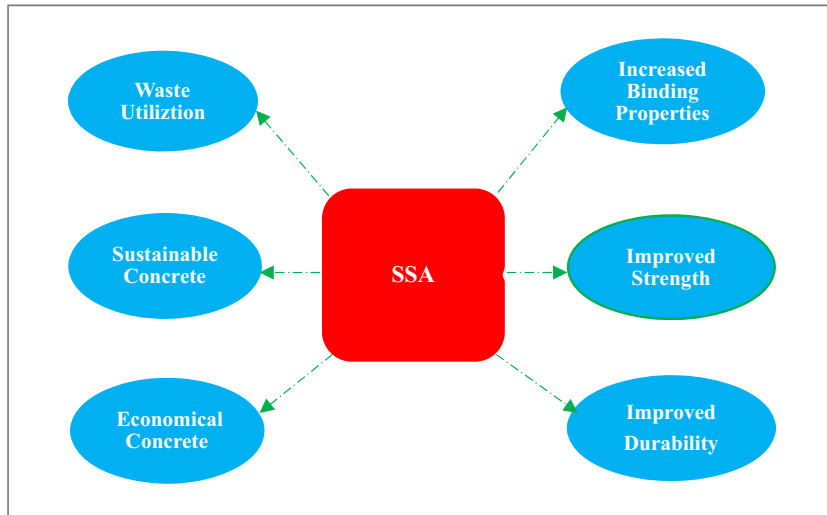 Waste
Utiliztion
Increased
Binding
Properties
Sustainable
Concrete
SSA
Improved
Strength
Economical
Concrete
Improved
Durability